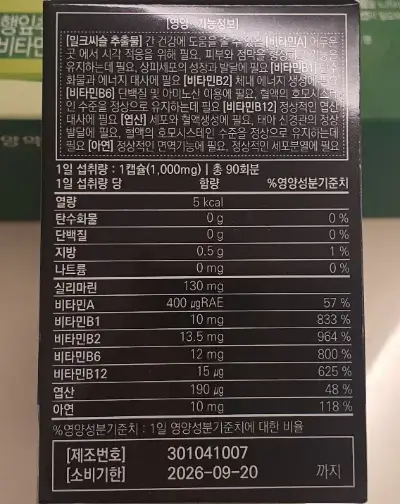 [영양·기능정보]
[밀크씨슬 추출물] 간 건강에 도움을 줄 수 있음 [비타민A] 어두운
곳에서 시각 적응을 위해 필요, 피부와 점막을 형성하고 기능을
유지하는데 필요, 상피세포의 성장과 발달에 필요 [비타민B1] 탄수
화물과 에너지 대사에 필요 [비타민B2] 체내 에너지 생성에 필요
[비타민B6] 단백질 및 아미노산 이용에 필요, 혈액의 호모시스테
인 수준을 정상으로 유지하는데 필요 [비타민B12] 정상적인 엽산
대사에 필요 [엽산] 세포와 혈액생성에 필요, 태아 신경관의 정상
발달에 필요, 혈액의 호모시스테인 수준을 정상으로 유지하는데
필요 [아연] 정상적인 면역기능에 필요, 정상적인 세포분열에 필요
1일 섭취량 : 1캡슐(1,000mg) | 총 90회분
1일 섭취량 당 함량 %영양성분기준치
열량 5 kcal
탄수화물 0 g 0 %
단백질 0 g 0 %
지방 0.5 g 1 %
나트륨 0 mg 0 %
실리마린 130 mg
비타민A 400 µgRAE 57 %
비타민B1 10 mg 833 %
비타민B2 13.5 mg 964 %
비타민B6 12 mg 800 %
비타민B12 15 µg 625 %
엽산 190 µg 48 %
아연 10 mg 118 %
%영양성분기준치 : 1일 영양성분기준치에 대한 비율
[제조번호] 301041007
[소비기한] 2026-09-20 까지